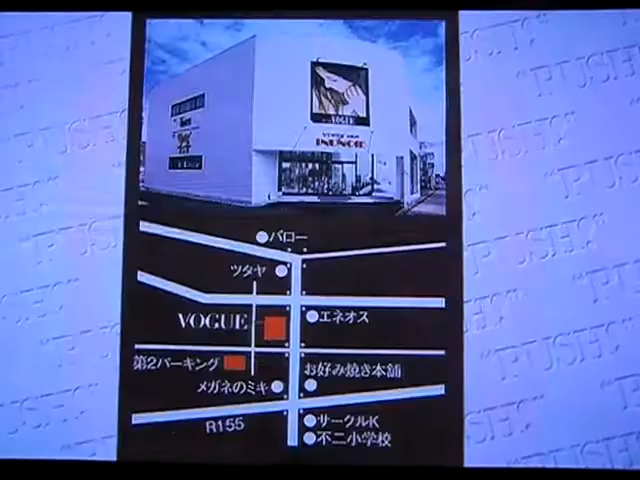 VOGUE
バロー
ツタヤ
VOGUE
エネオス
第2パーキング
お好み焼き本舗
メガネのミキ
R155
サークルK
不二小学校